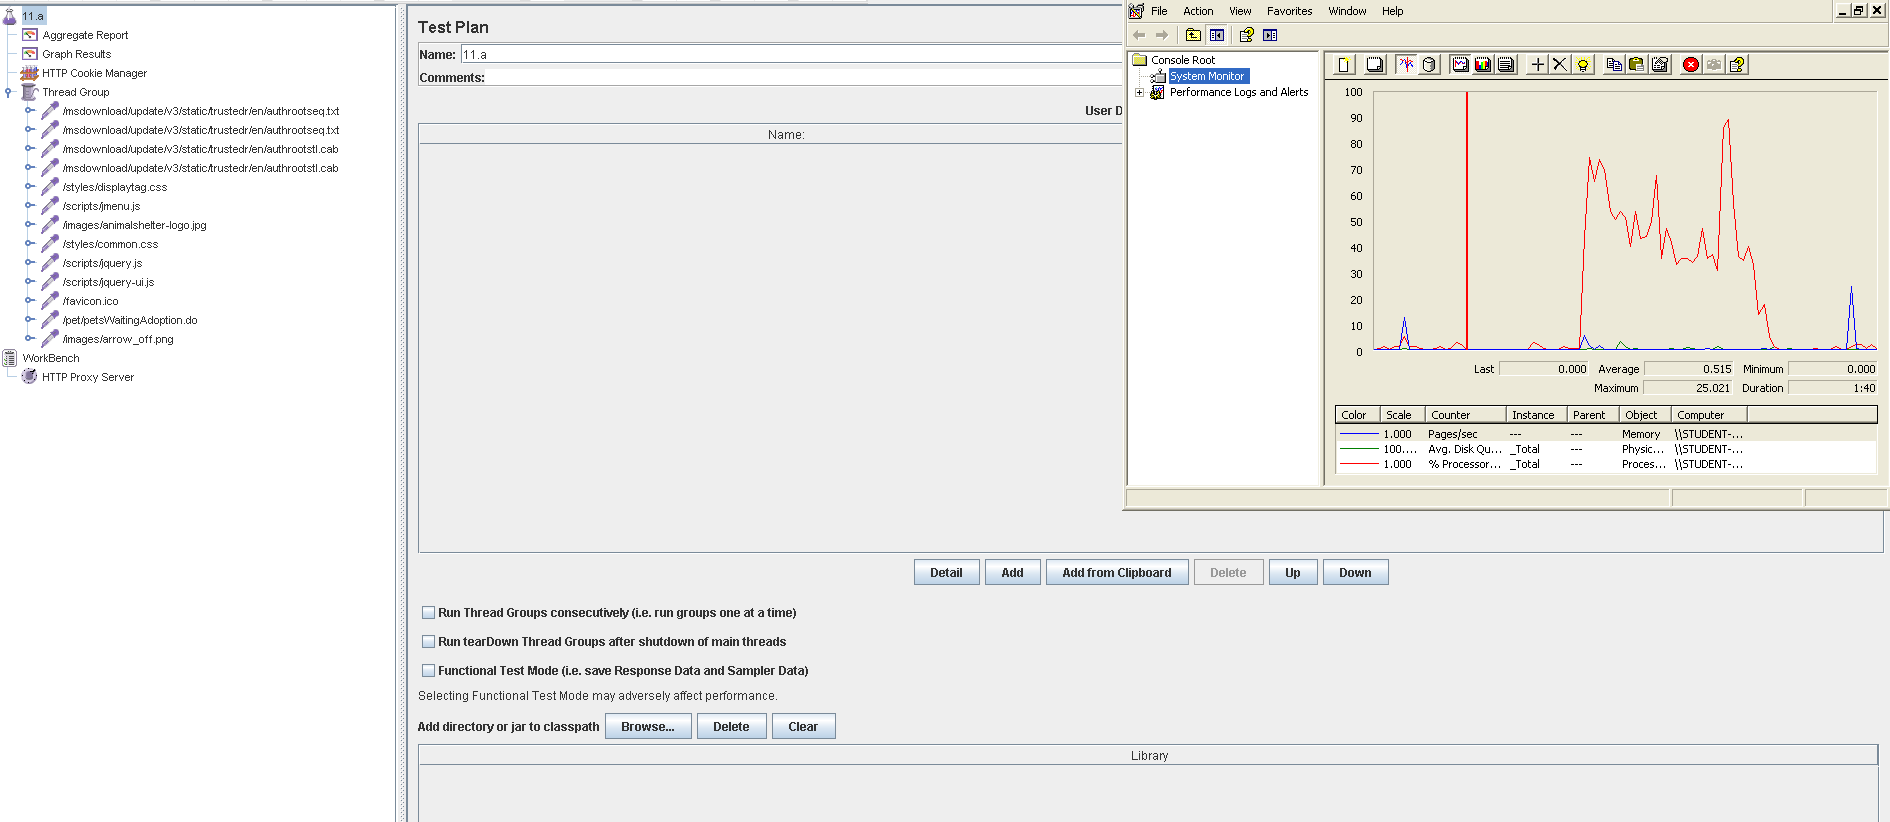 11.a
Aggregate Report
Graph Results
HTTP Cookie Manager
Thread Group
/msdownload/update/v3/static/trustedr/en/authrootseq.txt
/msdownload/update/v3/static/trustedr/en/authrootseq.txt
/msdownload/update/v3/static/trustedr/en/authrootstl.cab
/msdownload/update/v3/static/trustedr/en/authrootstl.cab
/styles/displaytag.css
/scripts/jmenu.js
/images/animalshelter-logo.jpg
/styles/common.css
/scripts/jquery.js
/scripts/jquery-ui.js
/favicon.ico
/pet/petsWaitingAdoption.do
/images/arrow_off.png
WorkBench
HTTP Proxy Server
Test Plan
Name: 11.a
Comments:
User D
Name:
Detail Add Add from Clipboard Delete Up Down
Run Thread Groups consecutively (i.e. run groups one at a time)
Run tearDown Thread Groups after shutdown of main threads
Functional Test Mode (i.e. save Response Data and Sampler Data)
Selecting Functional Test Mode may adversely affect performance.
Add directory or jar to classpath Browse... Delete Clear
Library
File Action View Favorites Window Help
Console Root
System Monitor
Performance Logs and Alerts
100
90
80
70
60
50
40
30
20
10
0
Last 0.000 Average 0.515 Minimum 0.000
Maximum 25.021 Duration 1:40
Color Scale Counter Instance Parent Object Computer
1.000 Pages/sec --- --- Memory \\STUDENT-...
100.... Avg. Disk Qu... _Total --- Physic... \\STUDENT-...
1.000 % Processor... _Total --- Proces... \\STUDENT-...